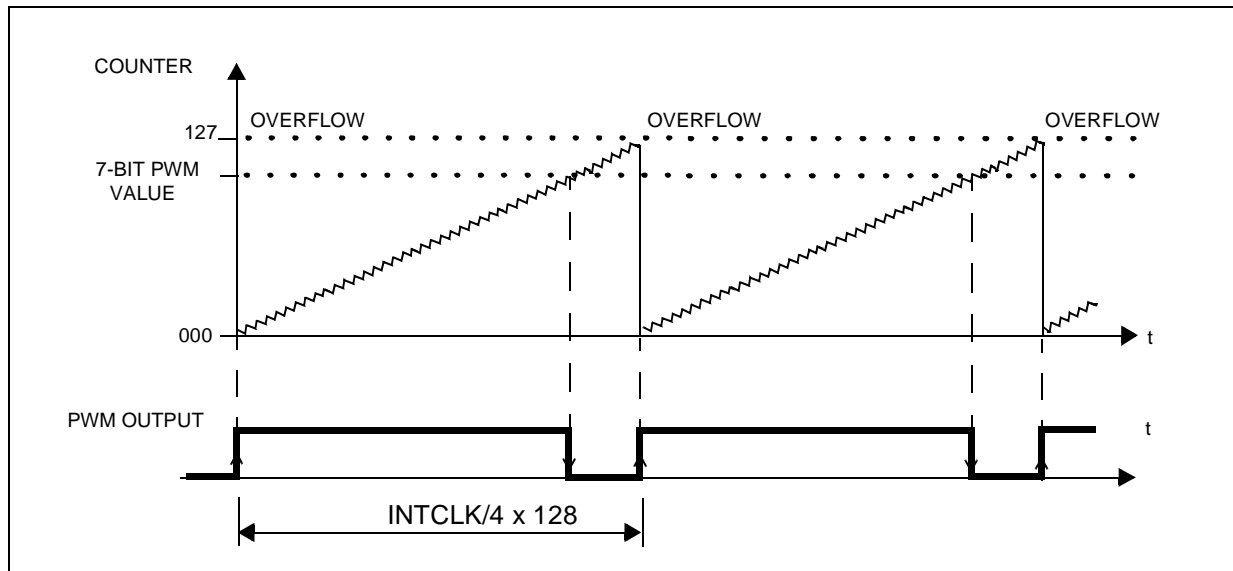 COUNTER
OVERFLOW OVERFLOW OVERFLOW
127
7-BIT PWM
VALUE
000
t
PWM OUTPUT
t
INTCLK/4 x 128